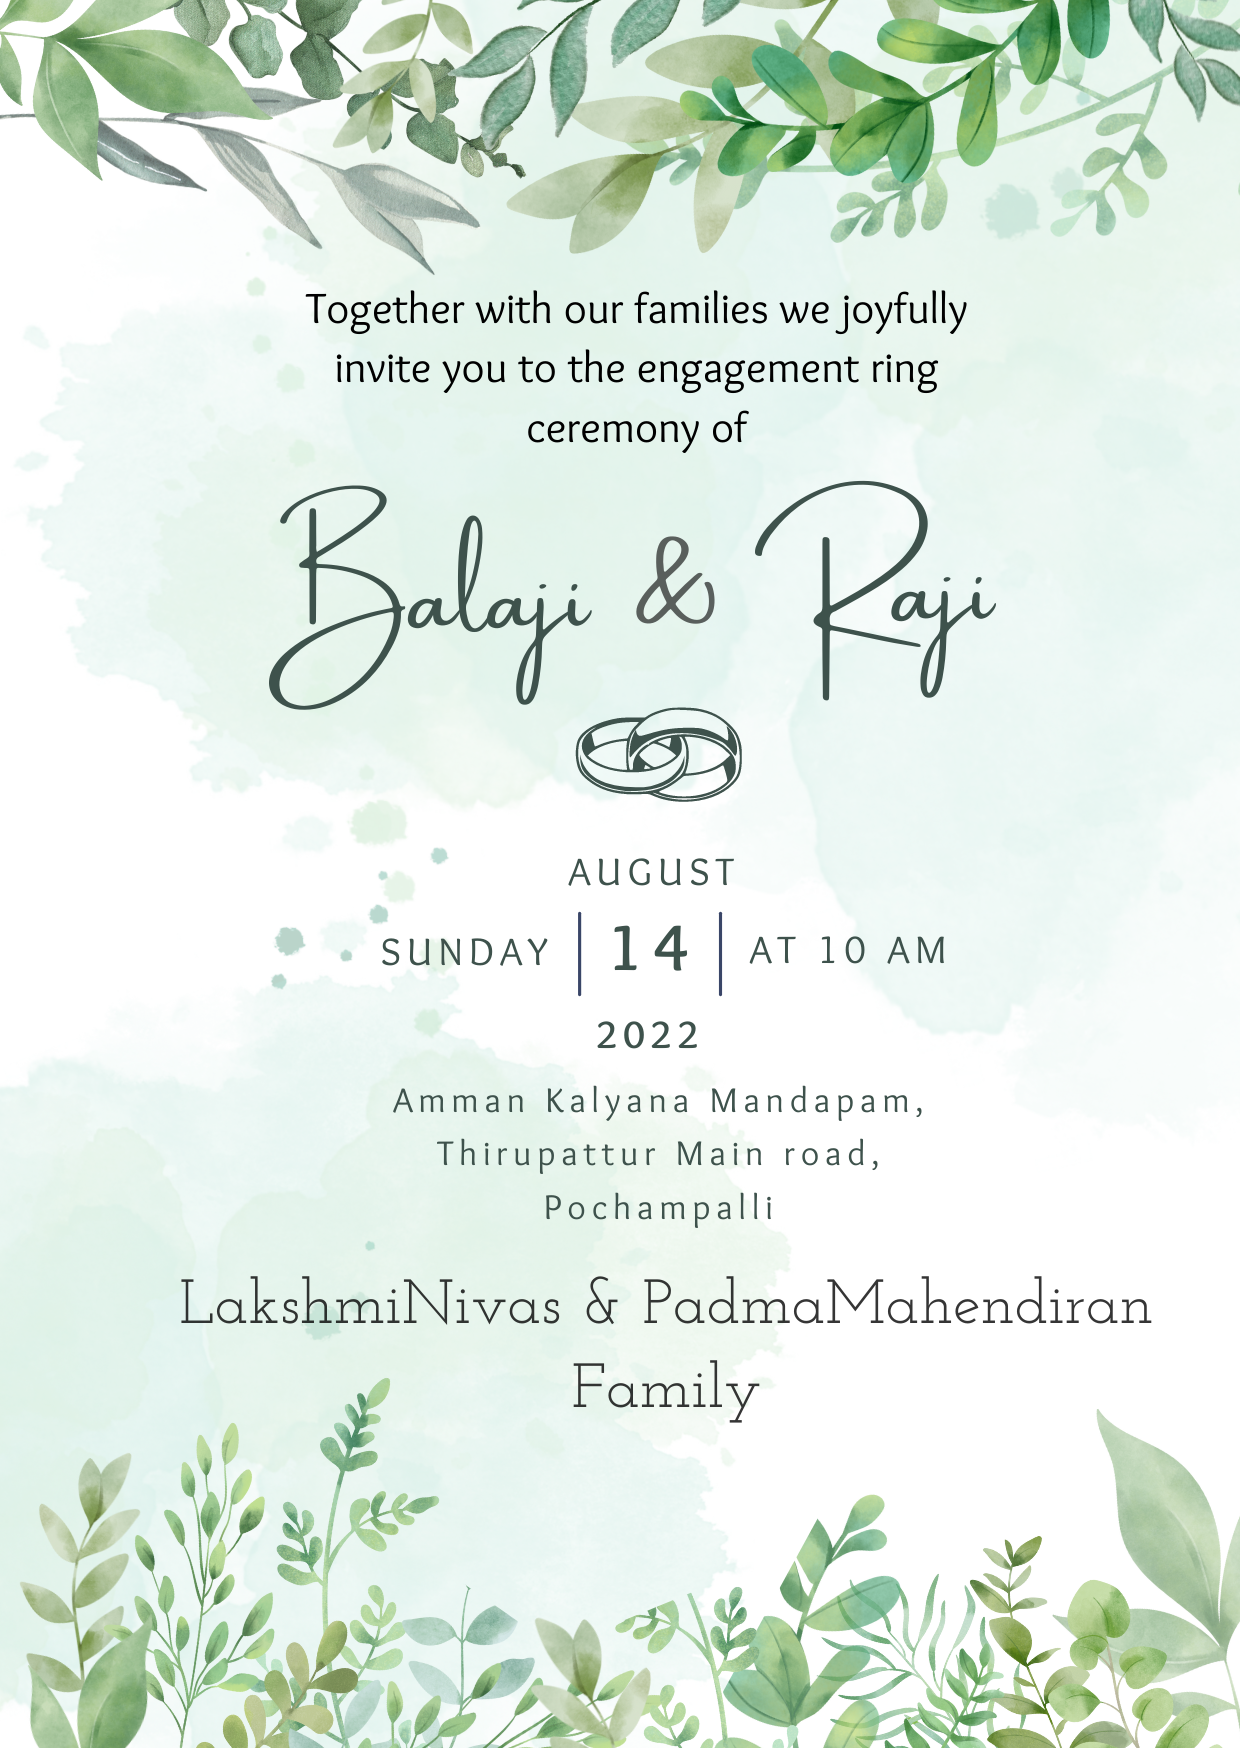 Together with our families we joyfully
invite you to the engagement ring
ceremony of
Balaji & Raji
AUGUST
SUNDAY 14 AT 10 AM
2022
Amman Kalyana Mandapam,
Thirupattur Main road,
Pochampalli
LakshmiNivas & PadmaMahendiran
Family